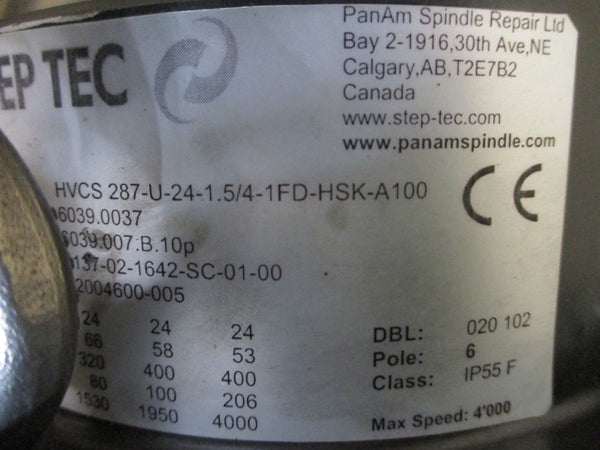 PanAm Spindle Repair Ltd
Bay 2-1916,30th Ave,NE
Calgary,AB,T2E7B2
Canada
www.step-tec.com
www.panamspindle.com
EP TEC
HVCS 287-U-24-1.5/4-1FD-HSK-A100
6039.0037
6039.007:B.10p
137-02-1642-SC-01-00
2004600-005
24 24 24
66 58 53
320 400 400
80 100 206
1530 1950 4000
CE
DBL: 020 102
Pole: 6
Class: IP55 F
Max Speed: 4'000